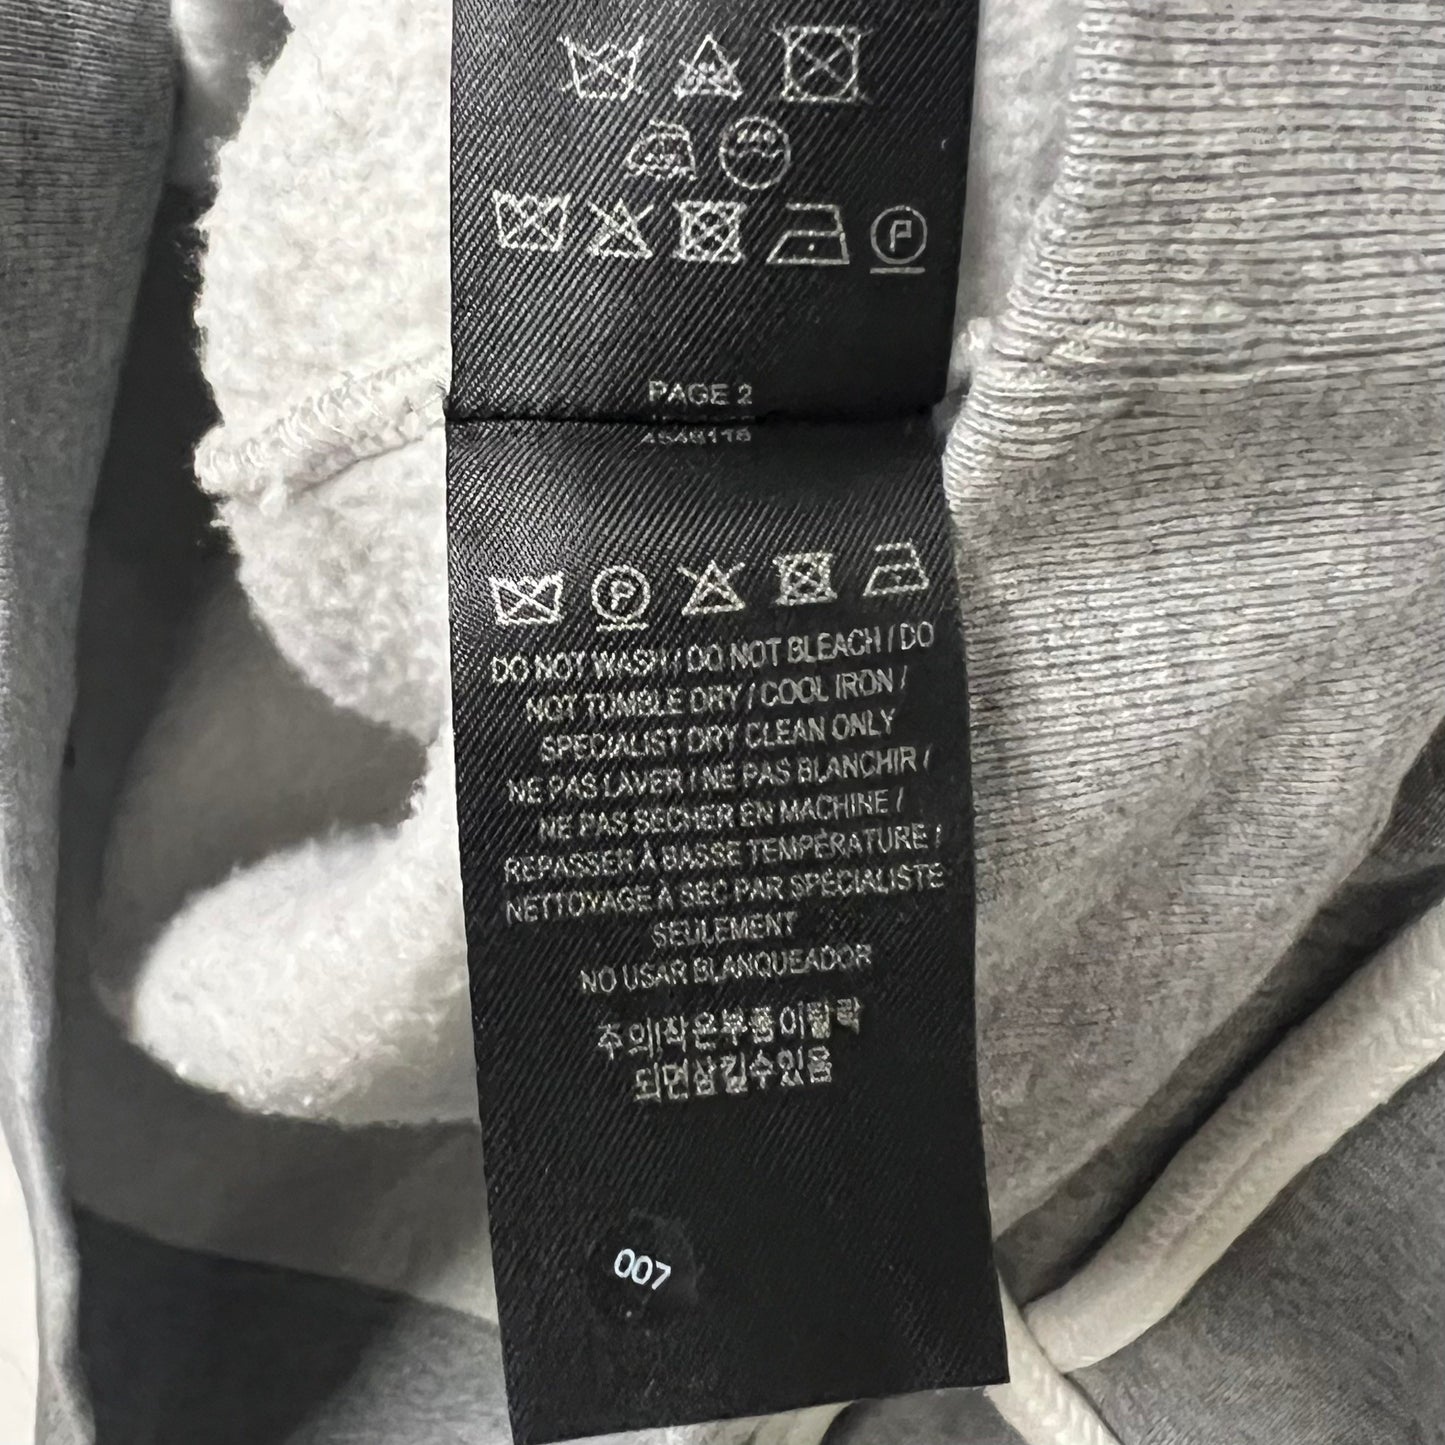 PAGE 2
4546116
DO NOT WASH / DO NOT BLEACH / DO
NOT TUMBLE DRY / COOL IRON /
SPECIALIST DRY CLEAN ONLY
NE PAS LAVER / NE PAS BLANCHIR /
NE PAS SECHER EN MACHINE /
REPASSER À BASSE TEMPÉRATURE /
NETTOYAGE À SEC PAR SPECIALISTE
SEULEMENT
NO USAR BLANQUEADOR
주의)작은부품이탈락
되면삼킬수있음
007